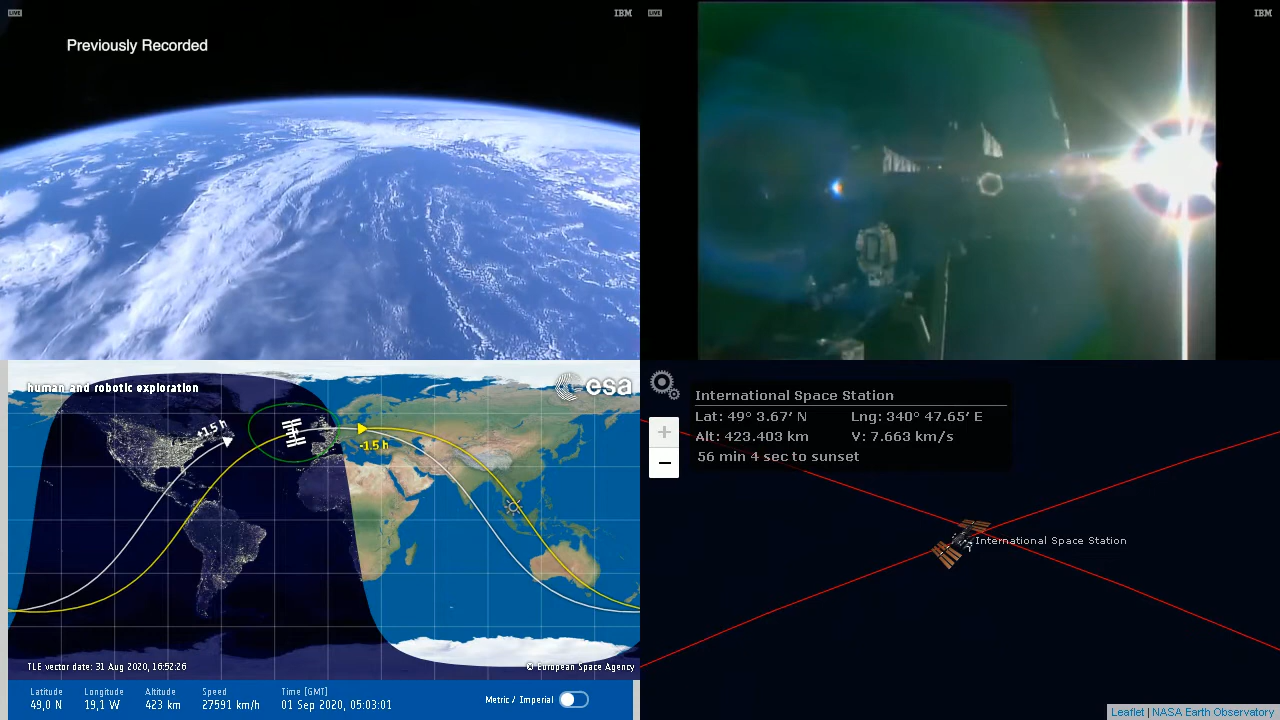 LIVE
IBM
Previously Recorded
LIVE
IBM
human and robotic exploration
esa
+1.5 h
-1.5 h
TLE vector date: 31 Aug 2020, 16:52:26
© European Space Agency
Latitude Longitude Altitude Speed Time [GMT]
49,0 N 19,1 W 423 km 27591 km/h 01 Sep 2020, 05:03:01
Metric / Imperial
International Space Station
Lat: 49° 3.67′ N Lng: 340° 47.65′ E
Alt: 423.403 km V: 7.663 km/s
56 min 4 sec to sunset
+
−
International Space Station
Leaflet | NASA Earth Observatory